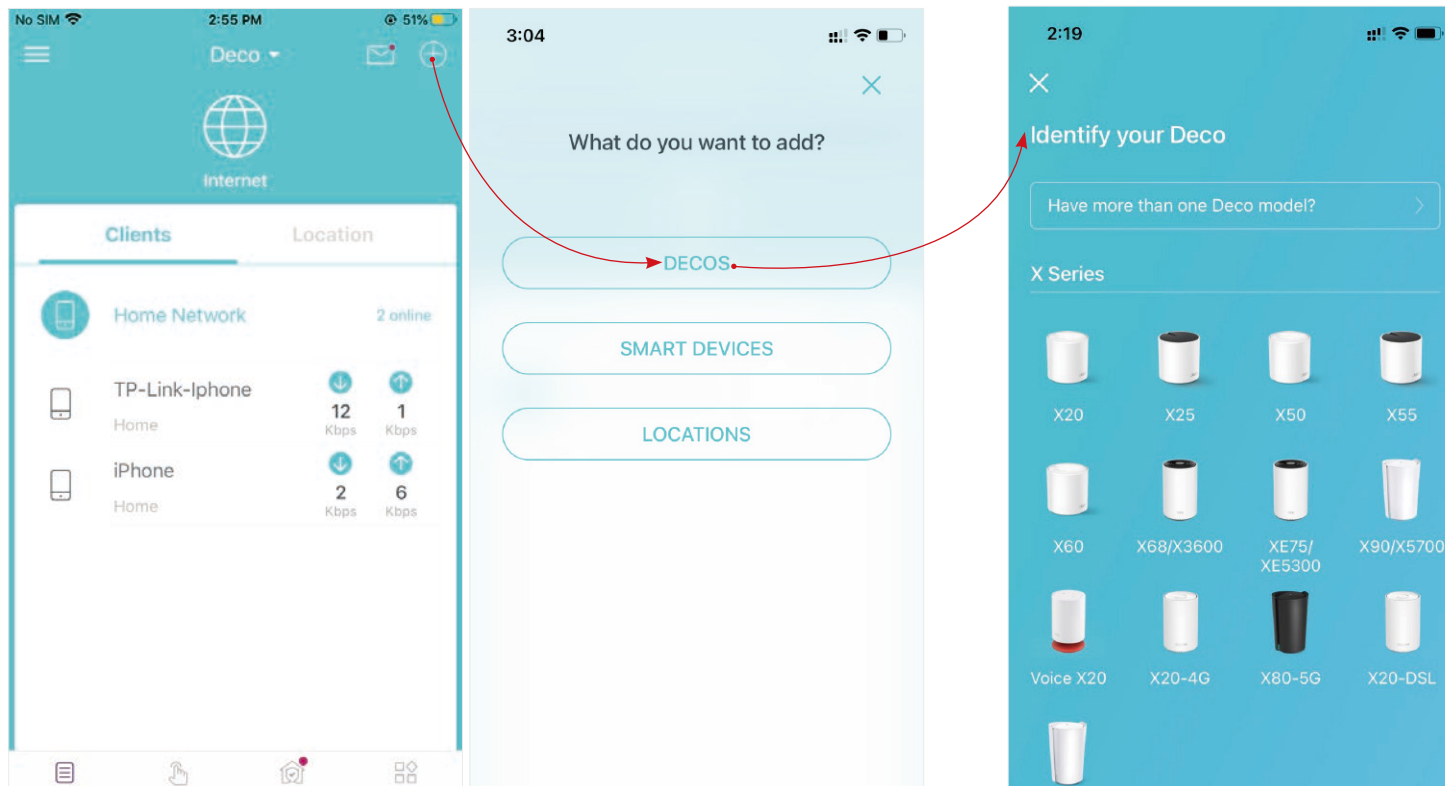 No SIM 2:55 PM 51%
Deco
Internet
Clients Location
Home Network 2 online
TP-Link-Iphone
Home
12 1
Kbps Kbps
iPhone
Home
2 6
Kbps Kbps
3:04
What do you want to add?
DECOS
SMART DEVICES
LOCATIONS
2:19
Identify your Deco
Have more than one Deco model?
X Series
X20 X25 X50 X55
X60 X68/X3600 XE75/ X90/X5700
XE5300
Voice X20 X20-4G X80-5G X20-DSL